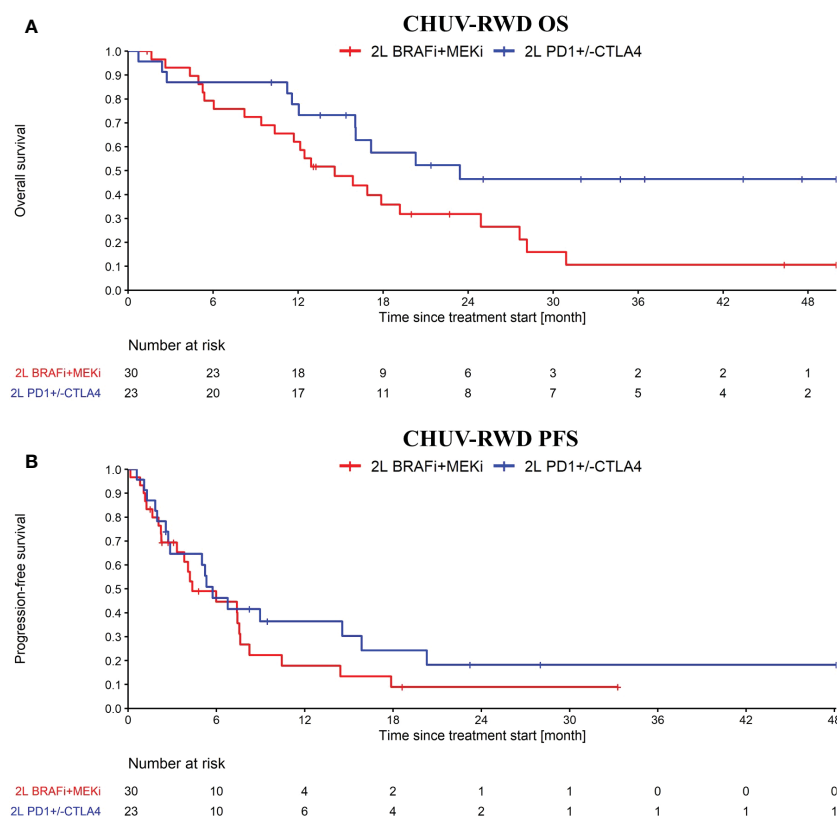 A
CHUV-RWD OS
2L BRAFi+MEKi 2L PD1+/-CTLA4
Overall survival
1.0
0.9
0.8
0.7
0.6
0.5
0.4
0.3
0.2
0.1
0.0
0 6 12 18 24 30 36 42 48
Time since treatment start [month]
Number at risk
2L BRAFi+MEKi 30 23 18 9 6 3 2 2 1
2L PD1+/-CTLA4 23 20 17 11 8 7 5 4 2
B
CHUV-RWD PFS
2L BRAFi+MEKi 2L PD1+/-CTLA4
Progression-free survival
1.0
0.9
0.8
0.7
0.6
0.5
0.4
0.3
0.2
0.1
0.0
0 6 12 18 24 30 36 42 48
Time since treatment start [month]
Number at risk
2L BRAFi+MEKi 30 10 4 2 1 1 0 0 0
2L PD1+/-CTLA4 23 10 6 4 2 1 1 1 1